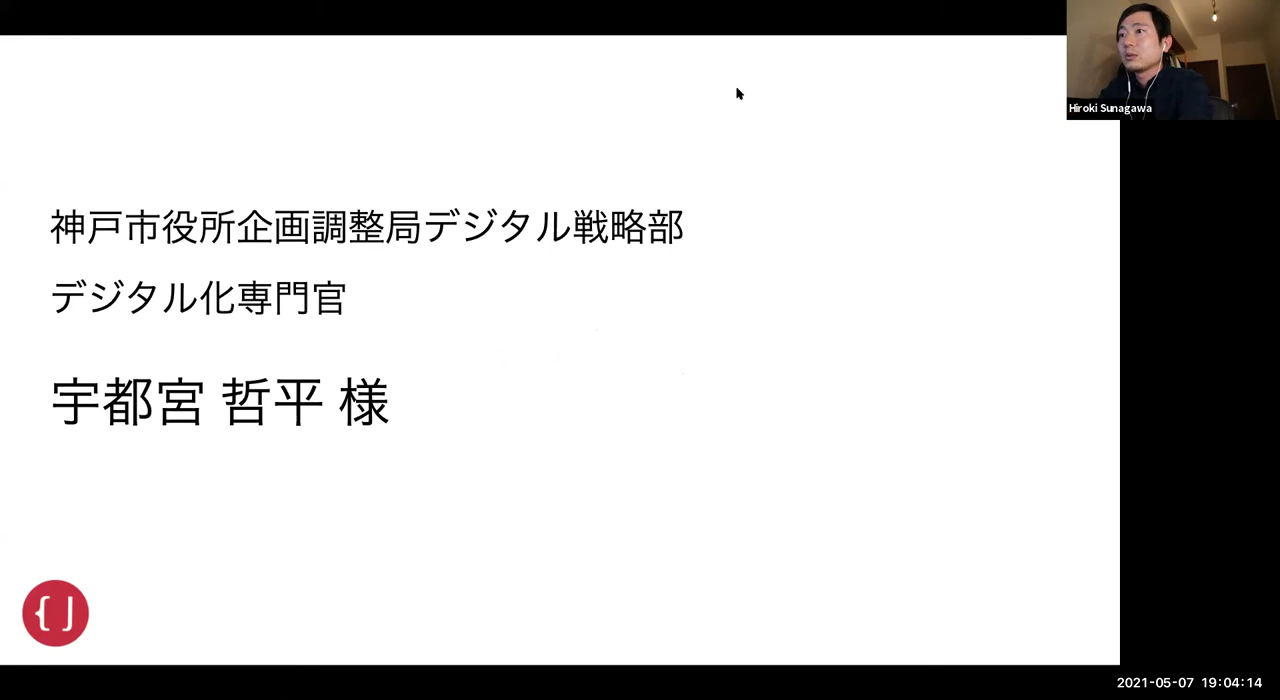 Hiroki Sunagawa
神戸市役所企画調整局デジタル戦略部
デジタル化専門官
宇都宮 哲平 様
{ J
2021-05-07 19:04:14